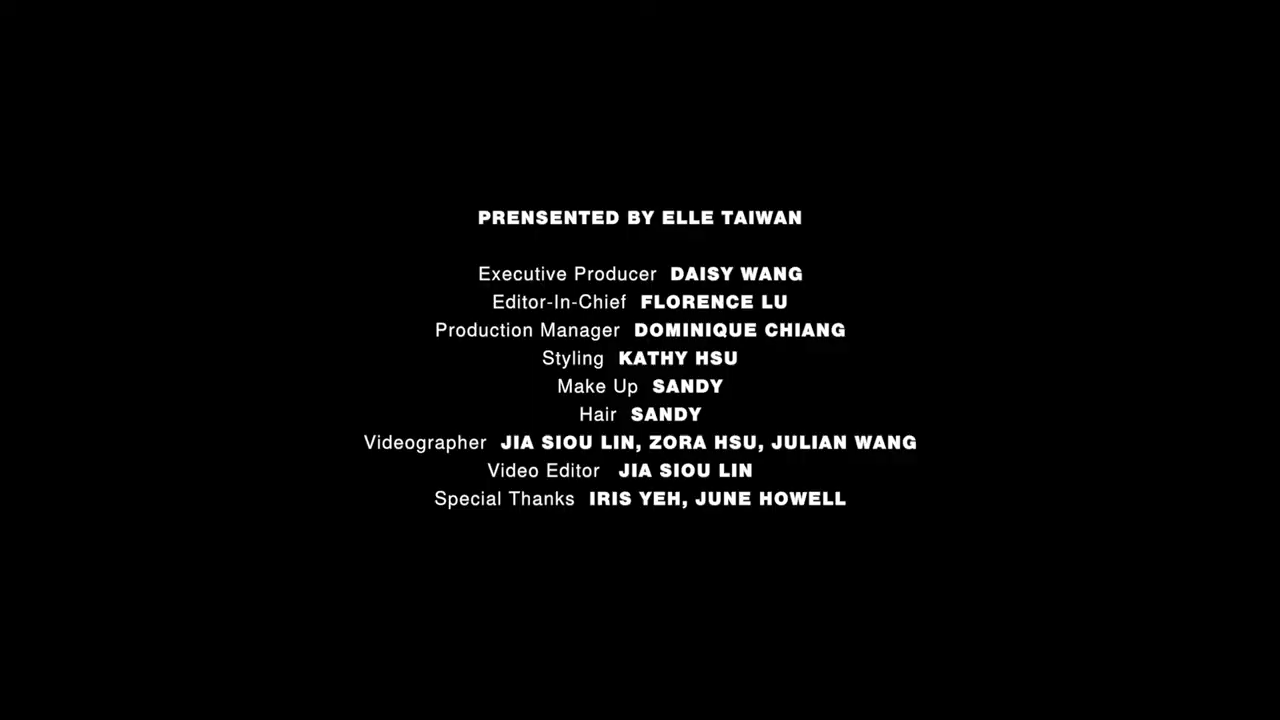 PRENSENTED BY ELLE TAIWAN
Executive Producer DAISY WANG
Editor-In-Chief FLORENCE LU
Production Manager DOMINIQUE CHIANG
Styling KATHY HSU
Make Up SANDY
Hair SANDY
Videographer JIA SIOU LIN, ZORA HSU, JULIAN WANG
Video Editor JIA SIOU LIN
Special Thanks IRIS YEH, JUNE HOWELL